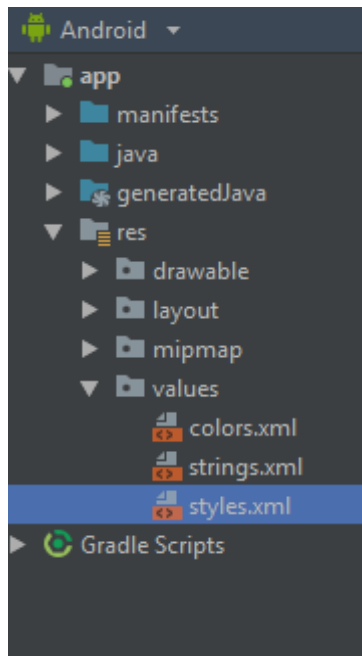 Android
app
manifests
java
generatedJava
res
drawable
layout
mipmap
values
colors.xml
strings.xml
styles.xml
Gradle Scripts